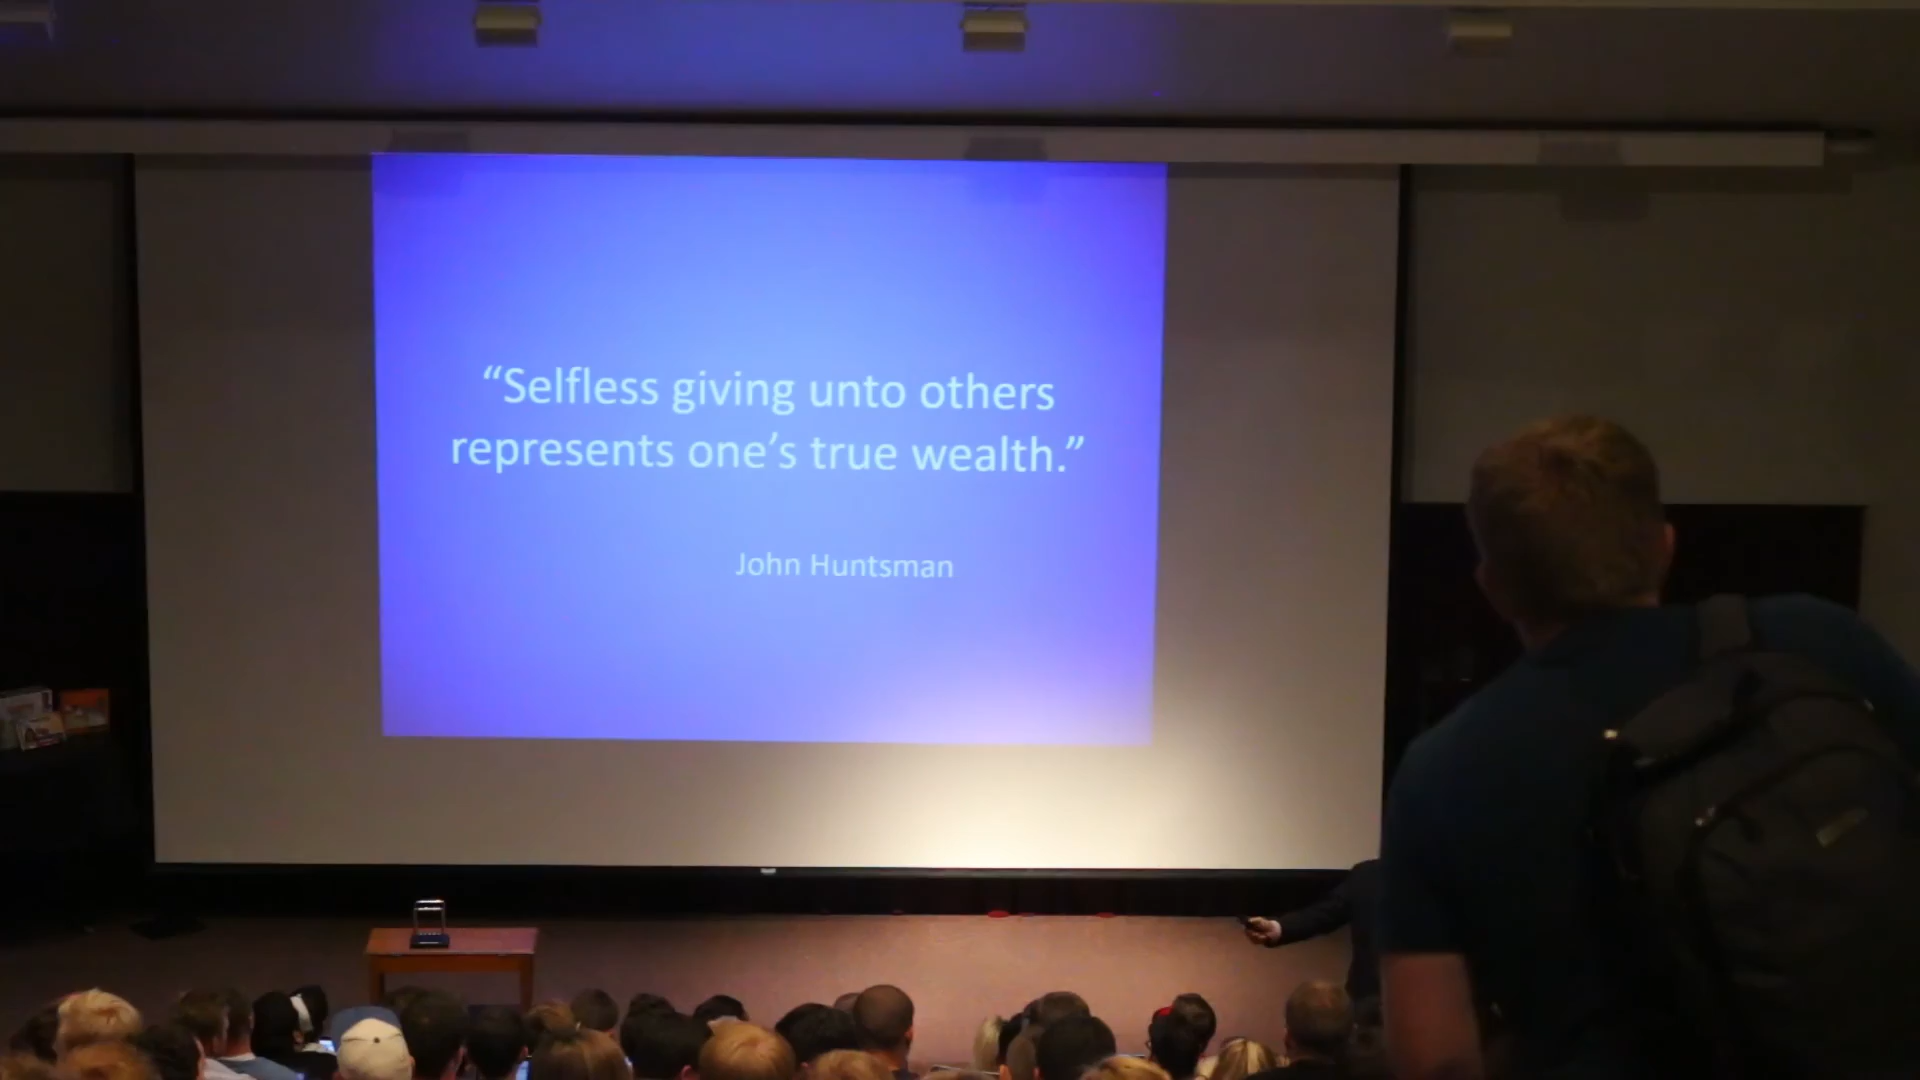 “Selfless giving unto others
represents one’s true wealth.”
John Huntsman